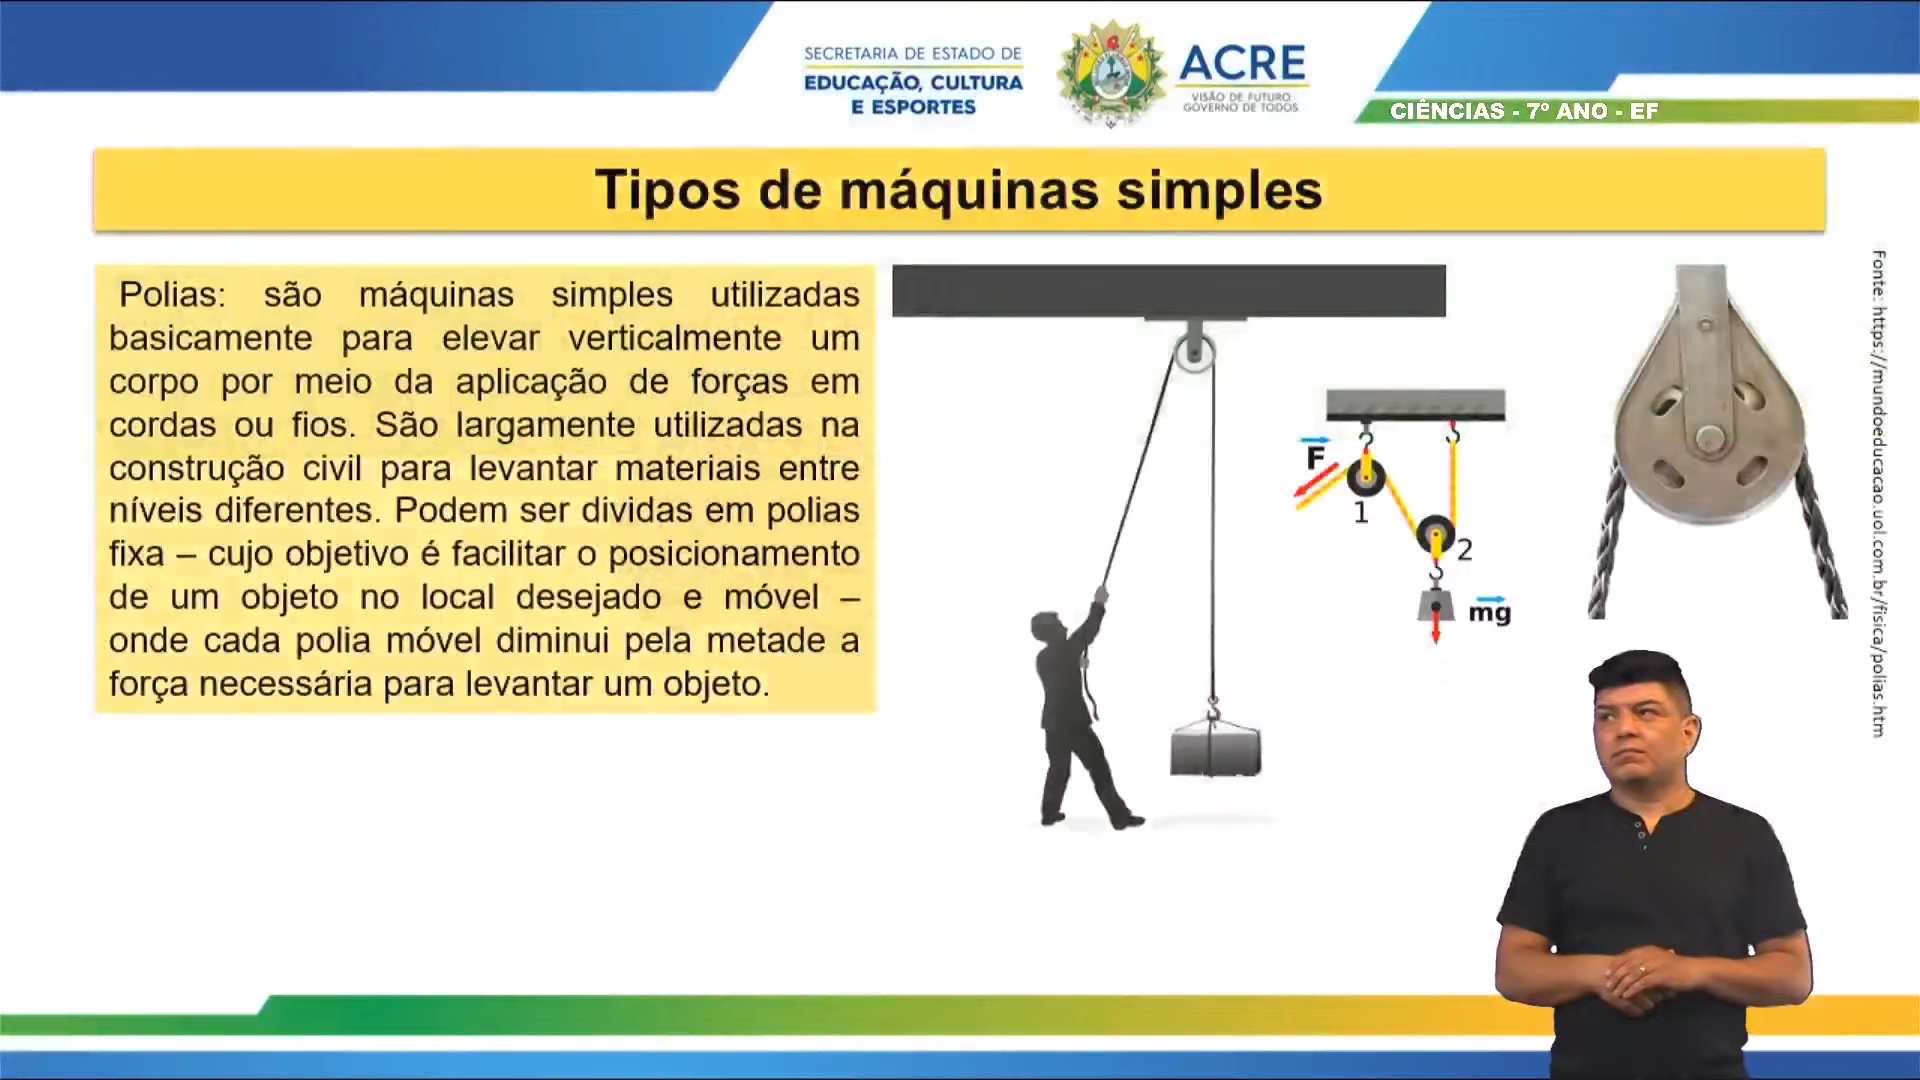 SECRETARIA DE ESTADO DE
EDUCAÇÃO, CULTURA
E ESPORTES
ACRE
VISÃO DE FUTURO
GOVERNO DE TODOS
CIÊNCIAS - 7º ANO - EF
Tipos de máquinas simples
Polias: são máquinas simples utilizadas
basicamente para elevar verticalmente um
corpo por meio da aplicação de forças em
cordas ou fios. São largamente utilizadas na
construção civil para levantar materiais entre
níveis diferentes. Podem ser dividas em polias
fixa – cujo objetivo é facilitar o posicionamento
de um objeto no local desejado e móvel –
onde cada polia móvel diminui pela metade a
força necessária para levantar um objeto.
F
1
2
mg
Fonte: https://mundoeducacao.uol.com.br/fisica/polias.htm